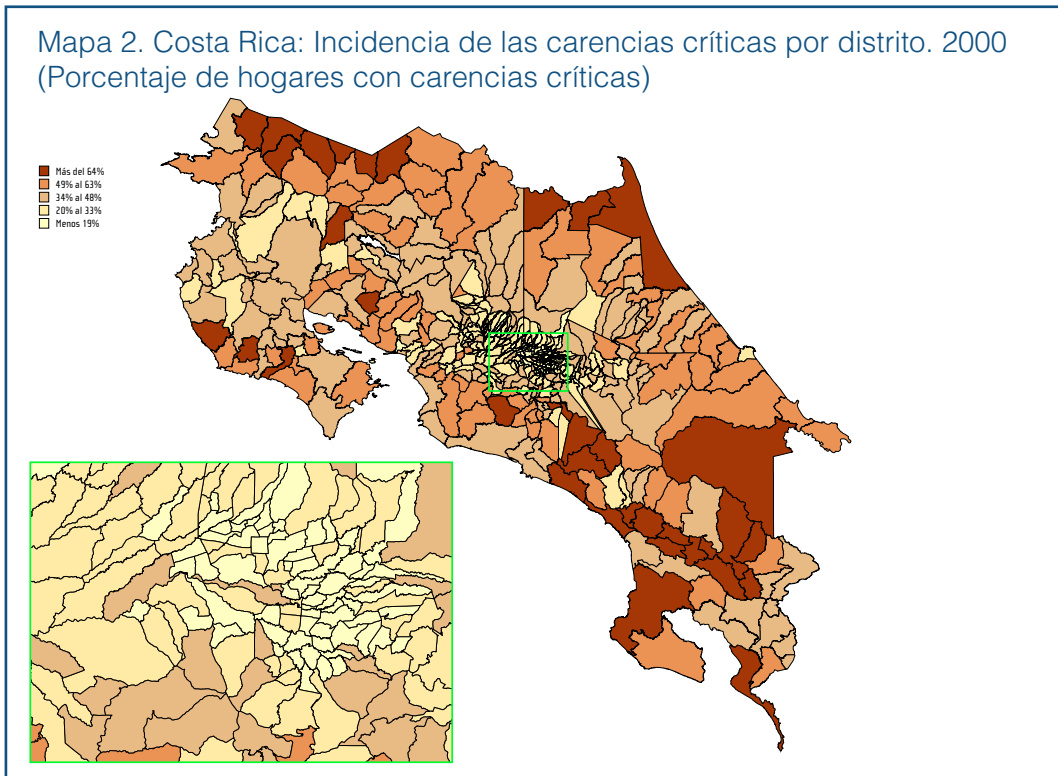 Mapa 2. Costa Rica: Incidencia de las carencias críticas por distrito. 2000
(Porcentaje de hogares con carencias críticas)
Más del 64%
49% al 63%
34% al 48%
20% al 33%
Menos 19%